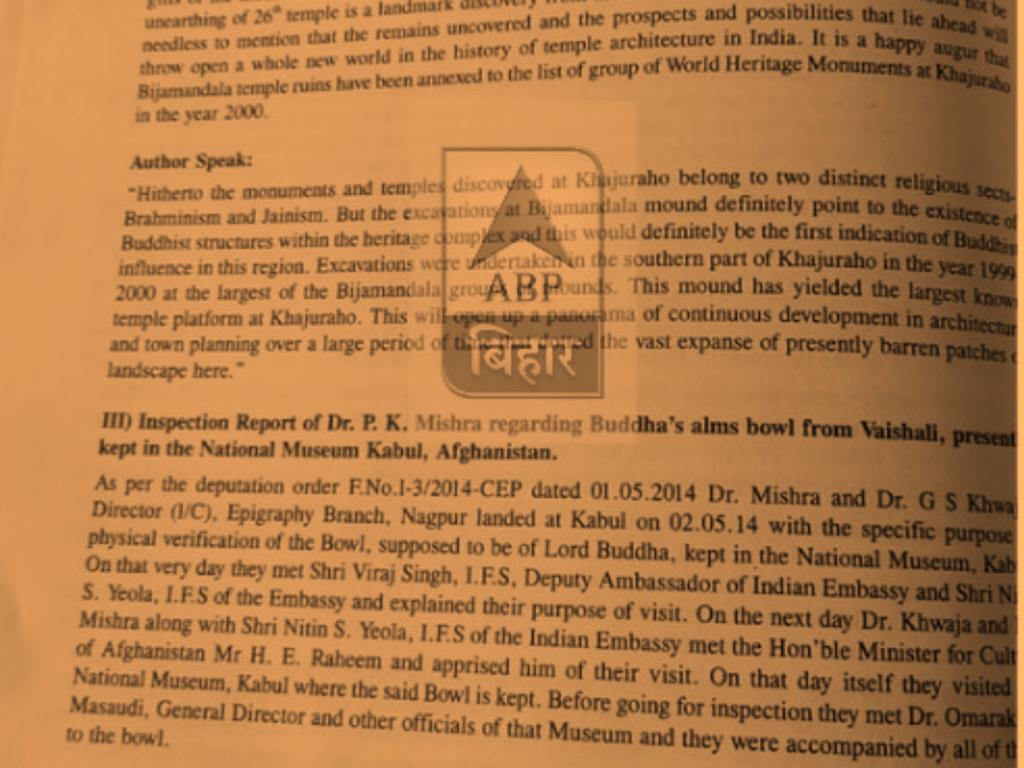 unearthing of 26th temple is a landmark
needless to mention that the remains uncovered and the prospects and possibilities that lie ahead will
throw open a whole new world in the history of temple architecture in India. It is a happy augur that
Bijamandala temple ruins have been annexed to the list of group of World Heritage Monuments at Khajuraho
in the year 2000.
Author Speak:
"Hitherto the monuments and temples discovered at Khajuraho belong to two distinct religious sects-
Brahminism and Jainism. But the excavations at Bijamandala mound definitely point to the existence of
Buddhist structures within the heritage complex and this would definitely be the first indication of Buddhis
influence in this region. Excavations were undertaken in the southern part of Khajuraho in the year 1999
2000 at the largest of the Bijamandala group of mounds. This mound has yielded the largest know
temple platform at Khajuraho. This will open up a panorama of continuous development in architectur
and town planning over a large period of time that dotted the vast expanse of presently barren patches o
landscape here."
ABP
बिहार
III) Inspection Report of Dr. P. K. Mishra regarding Buddha's alms bowl from Vaishali, present
kept in the National Museum Kabul, Afghanistan.
As per the deputation order F.No.I-3/2014-CEP dated 01.05.2014 Dr. Mishra and Dr. G S Khwa
Director (I/C), Epigraphy Branch, Nagpur landed at Kabul on 02.05.14 with the specific purpose
physical verification of the Bowl, supposed to be of Lord Buddha, kept in the National Museum, Kab
On that very day they met Shri Viraj Singh, I.F.S, Deputy Ambassador of Indian Embassy and Shri Ni
S. Yeola, I.F.S of the Embassy and explained their purpose of visit. On the next day Dr. Khwaja and
Mishra along with Shri Nitin S. Yeola, I.F.S of the Indian Embassy met the Hon'ble Minister for Cult
of Afghanistan Mr H. E. Raheem and apprised him of their visit. On that day itself they visited
National Museum, Kabul where the said Bowl is kept. Before going for inspection they met Dr. Omarak
Masaudi, General Director and other officials of that Museum and they were accompanied by all of th
to the bowl.